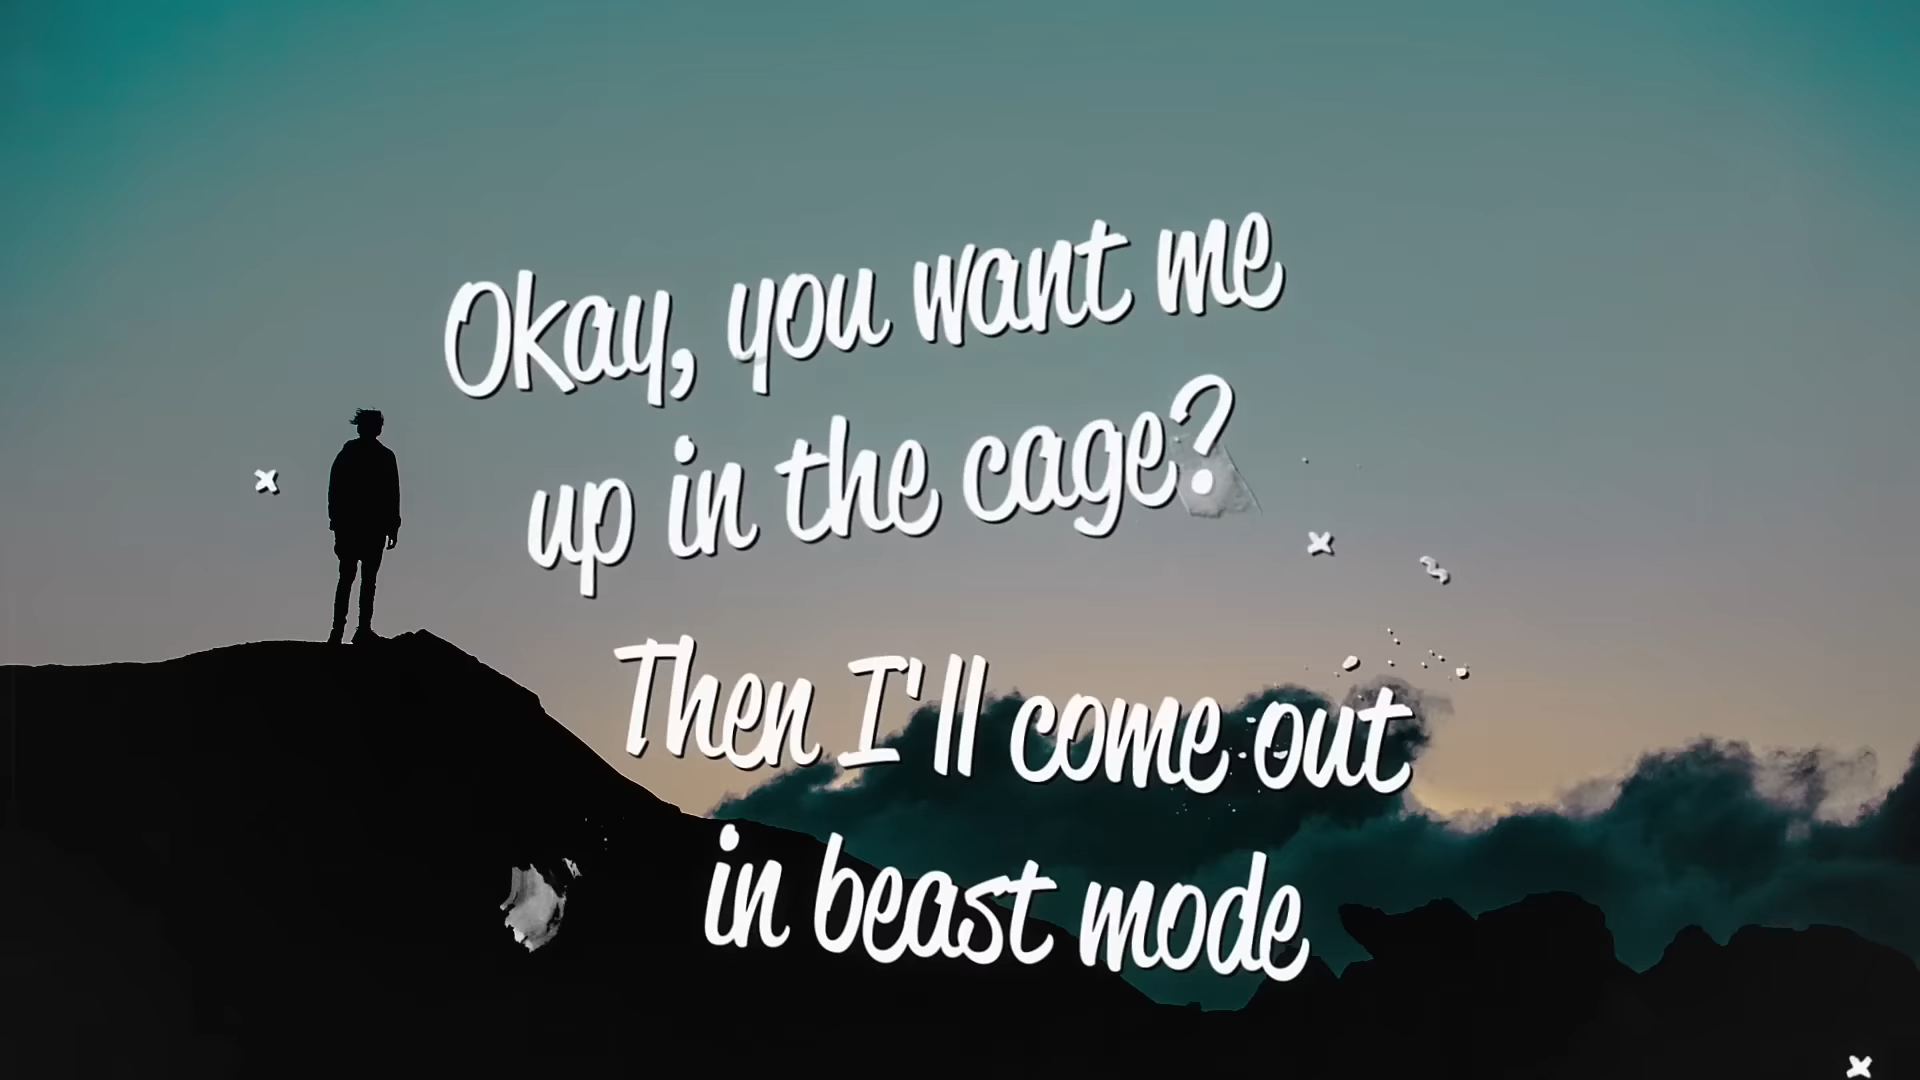 Okay, you want me
up in the cage?
Then I'll come out
in beast mode